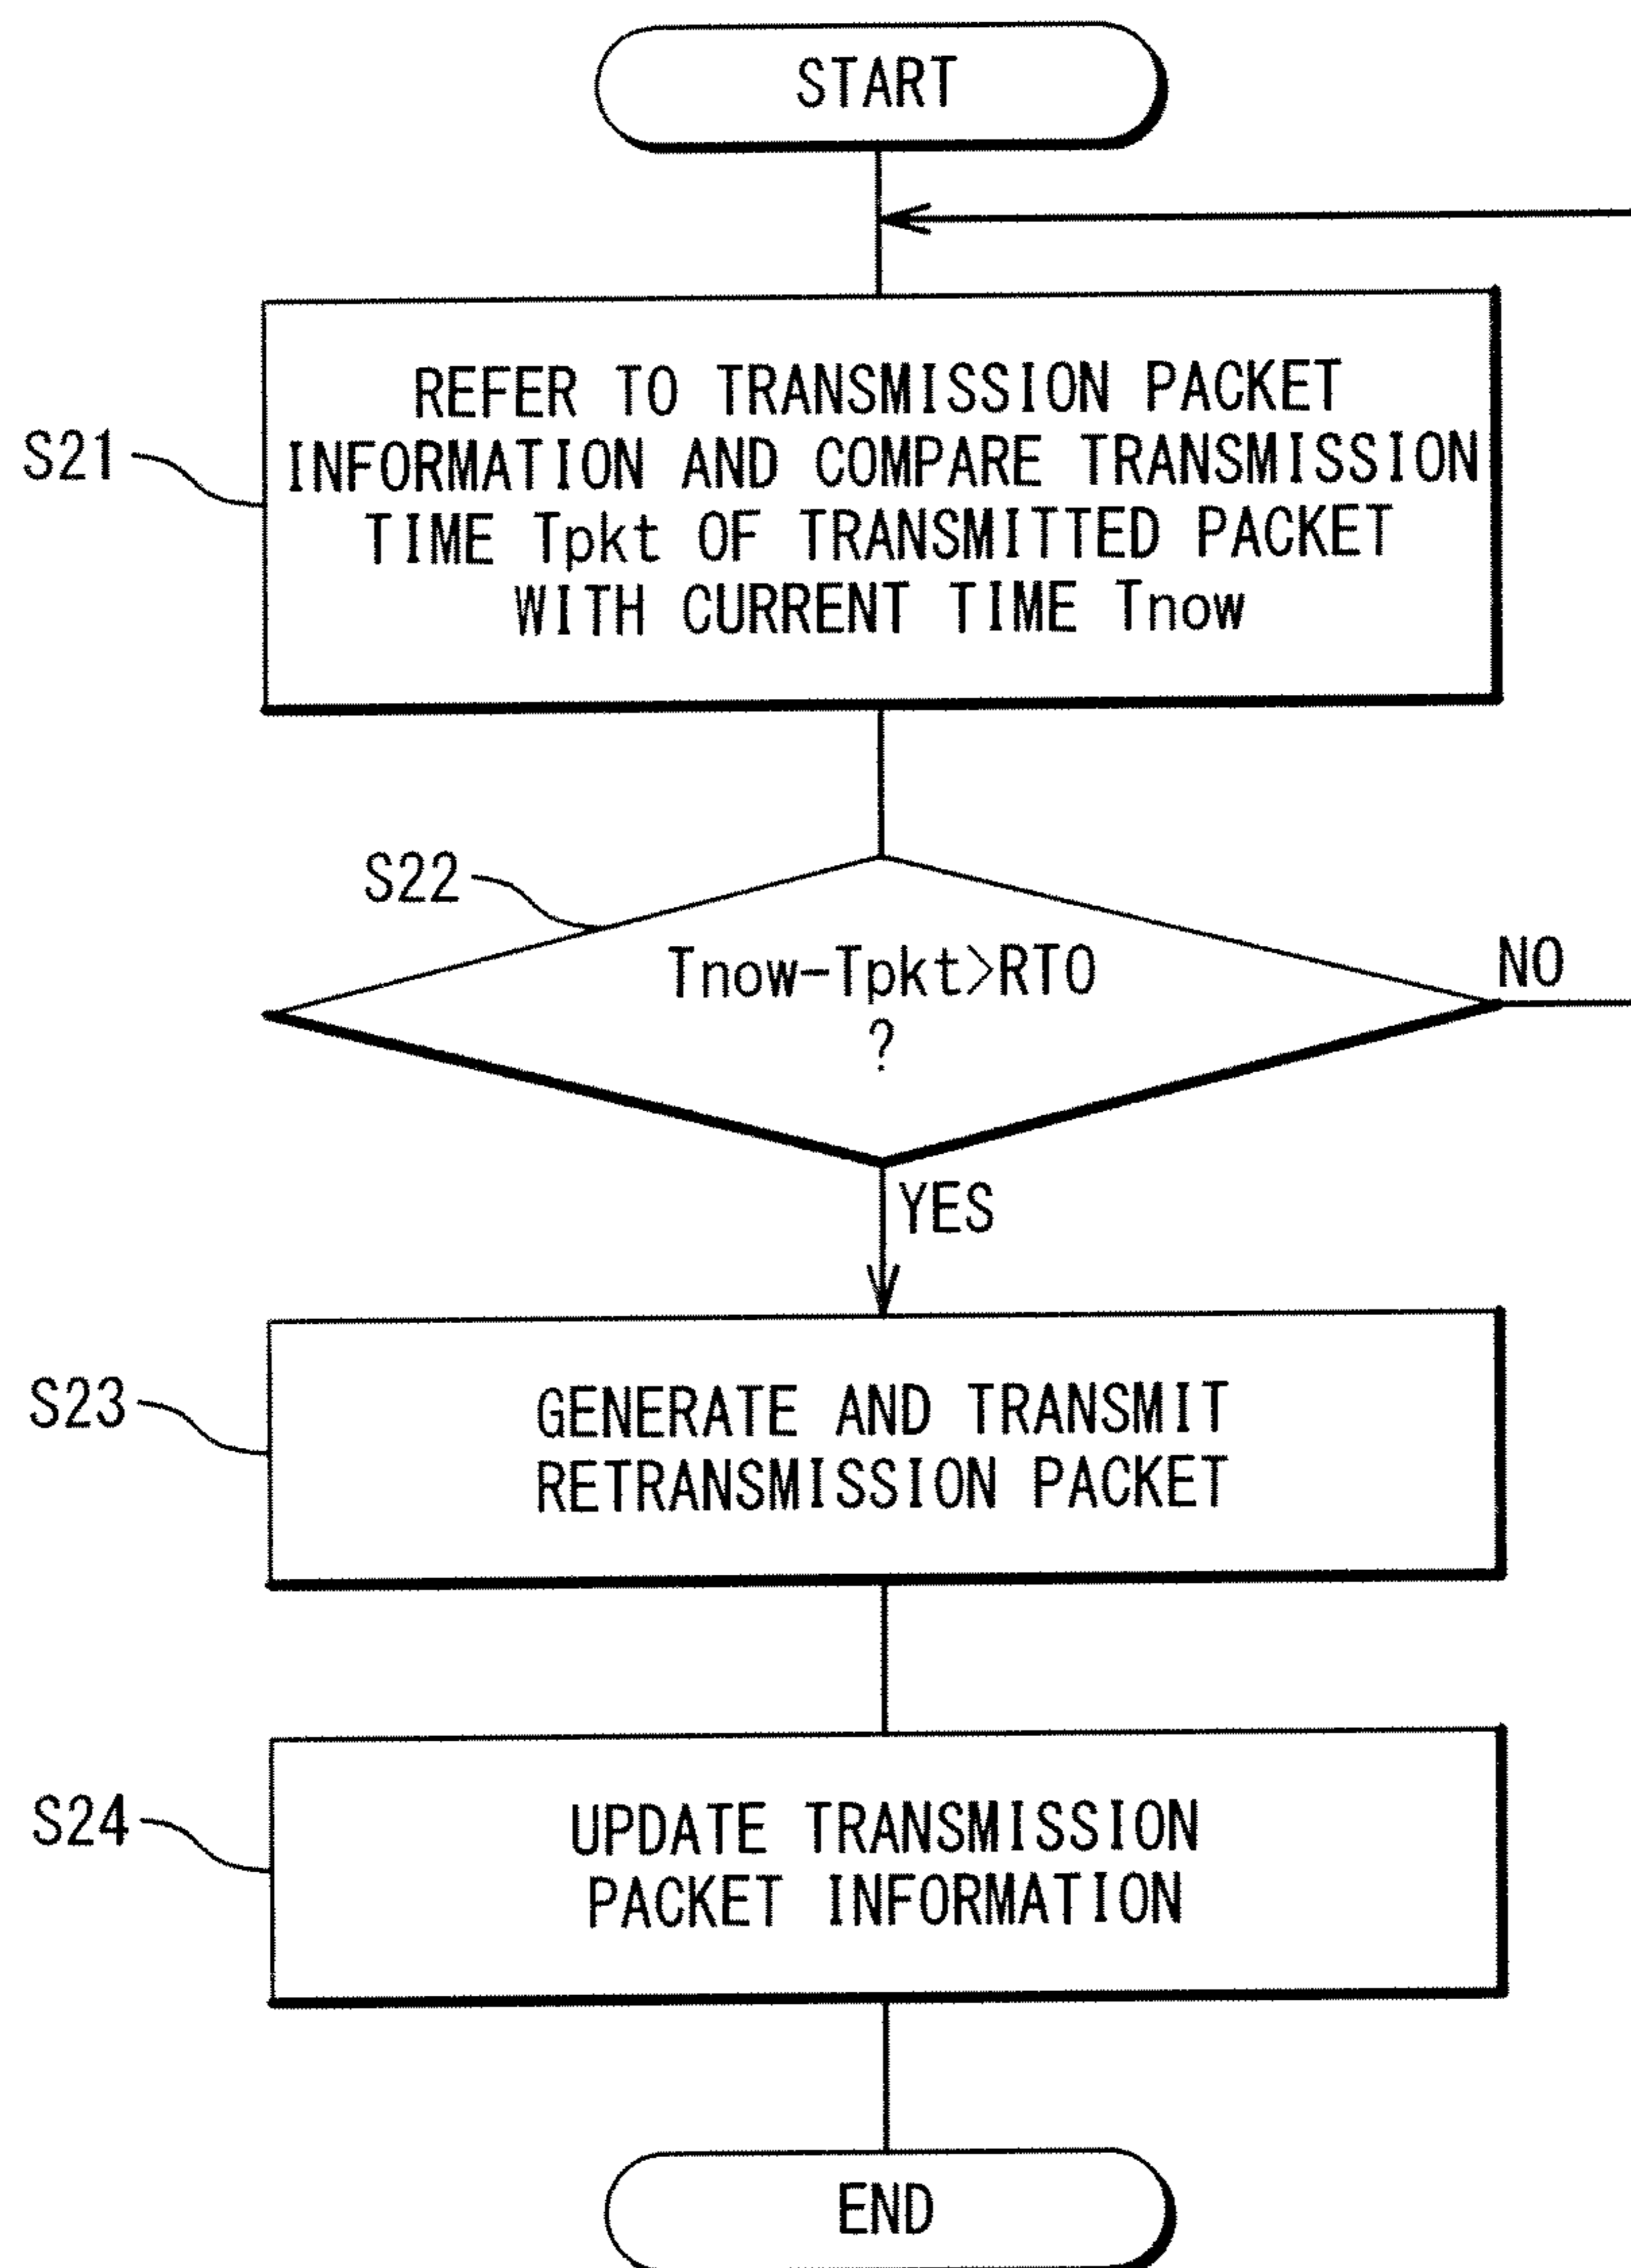 START
REFER TO TRANSMISSION PACKET
INFORMATION AND COMPARE TRANSMISSION
TIME Tpkt OF TRANSMITTED PACKET
WITH CURRENT TIME Tnow
S21
S22
Tnow-Tpkt>RTO
?
NO
YES
S23
GENERATE AND TRANSMIT
RETRANSMISSION PACKET
S24
UPDATE TRANSMISSION
PACKET INFORMATION
END